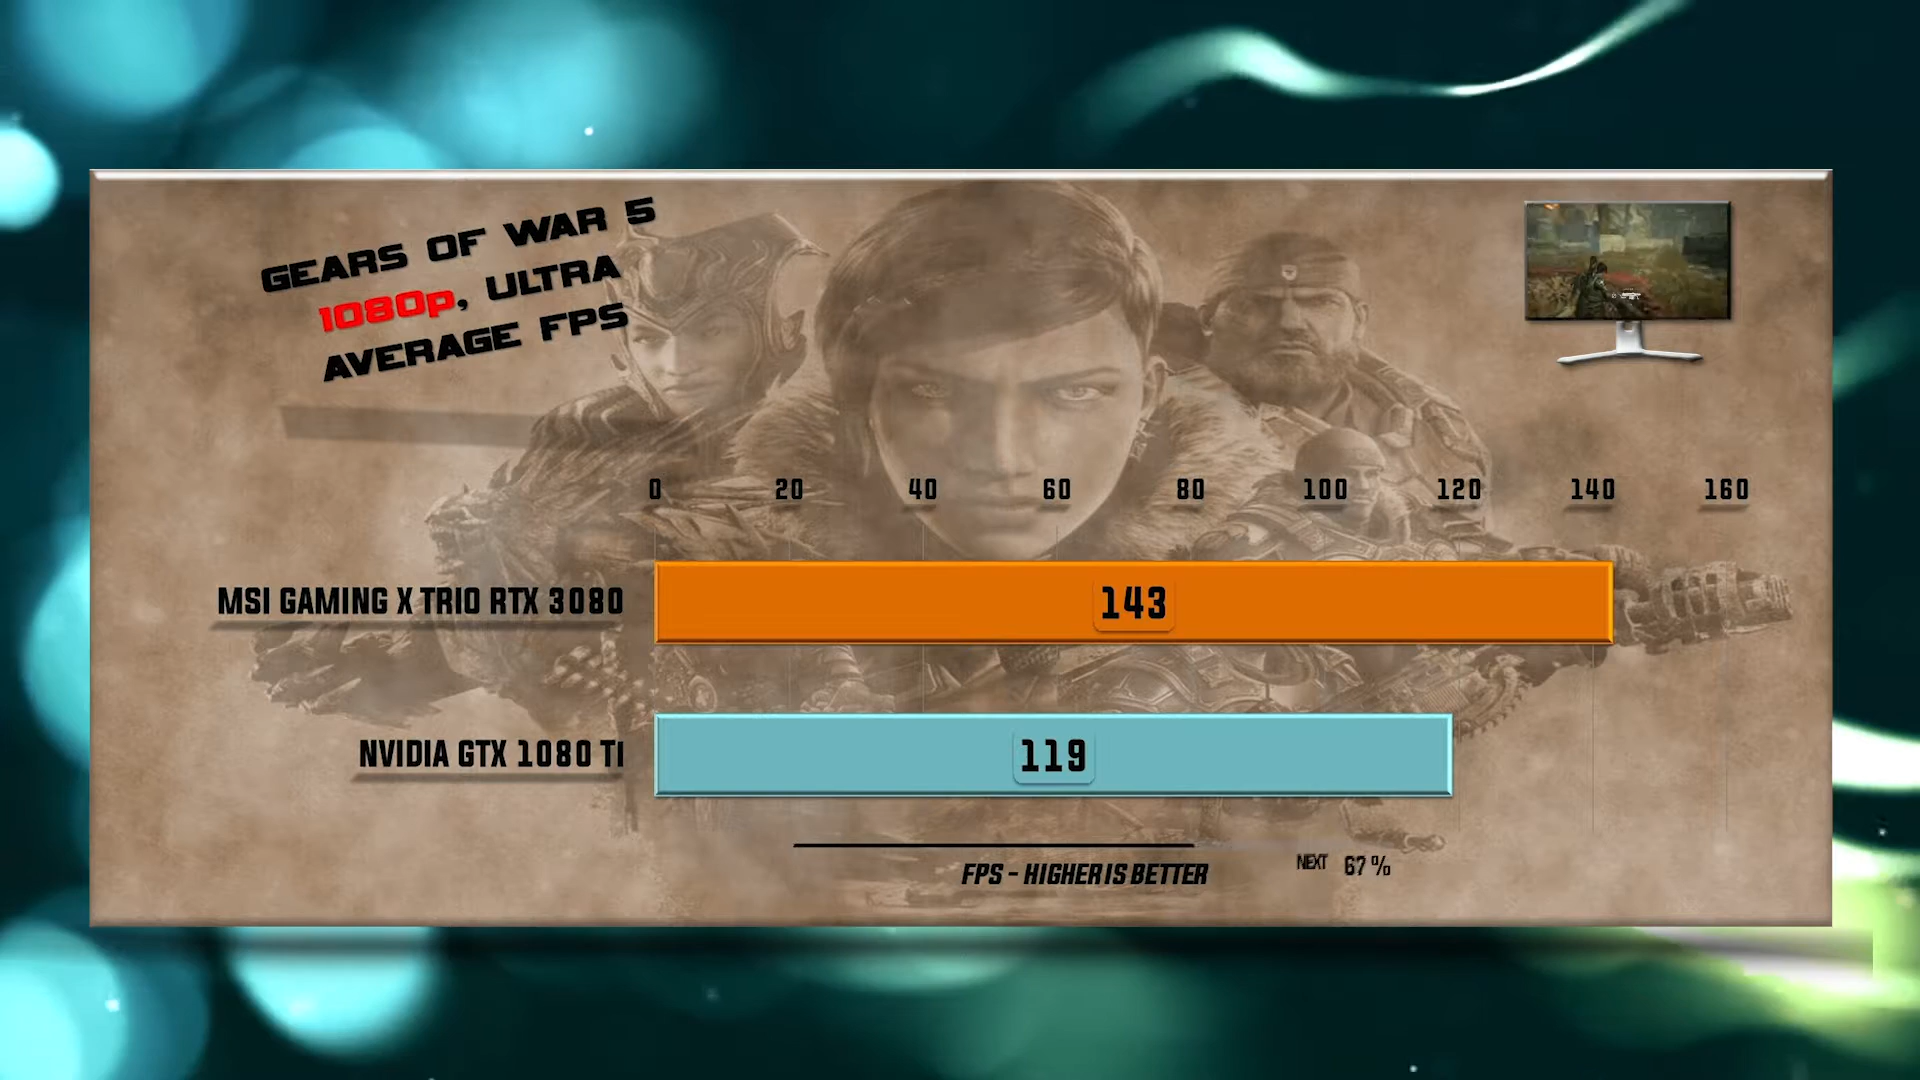 GEARS OF WAR 5
1080p, ULTRA
AVERAGE FPS
0 20 40 60 80 100 120 140 160
MSI GAMING X TRIO RTX 3080 143
NVIDIA GTX 1080 TI 119
FPS - HIGHER IS BETTER
NEXT 67 %